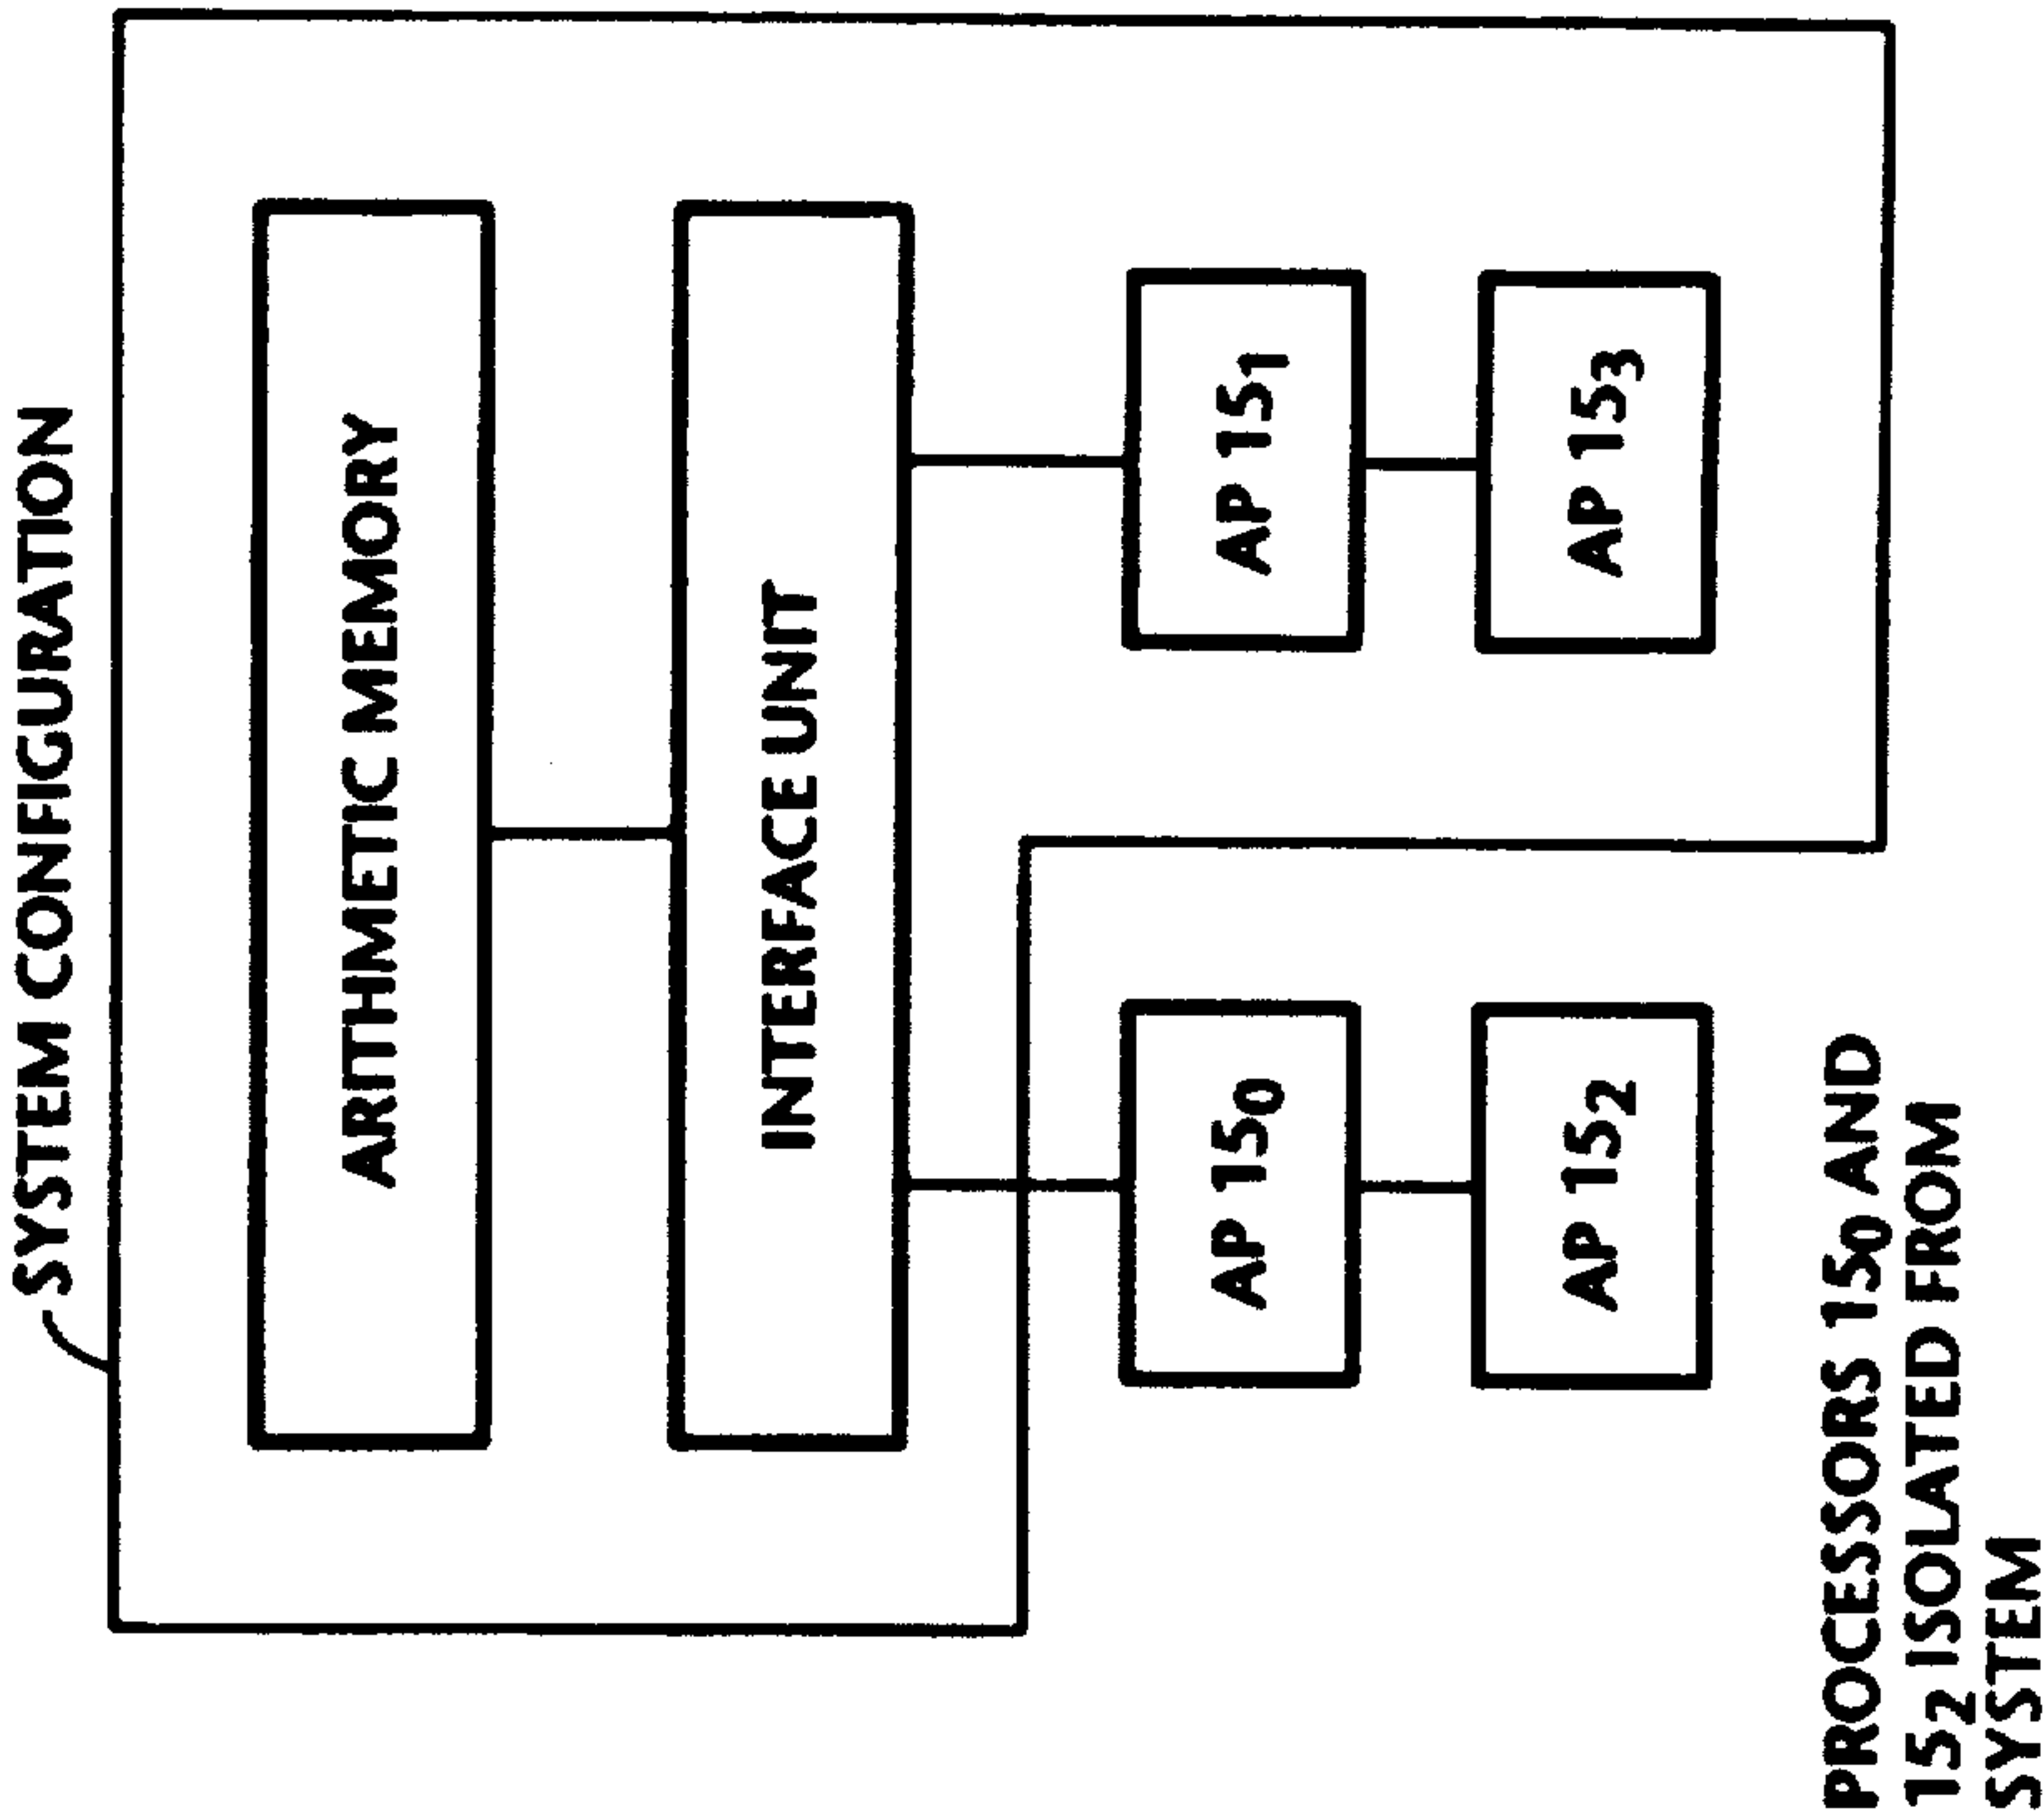 SYSTEM CONFIGURATION
ARITHMETIC MEMORY
INTERFACE UNIT
AP 15₀
AP 15₁
AP 15₂
AP 15₃
PROCESSORS 15₀ AND
15₂ ISOLATED FROM
SYSTEM